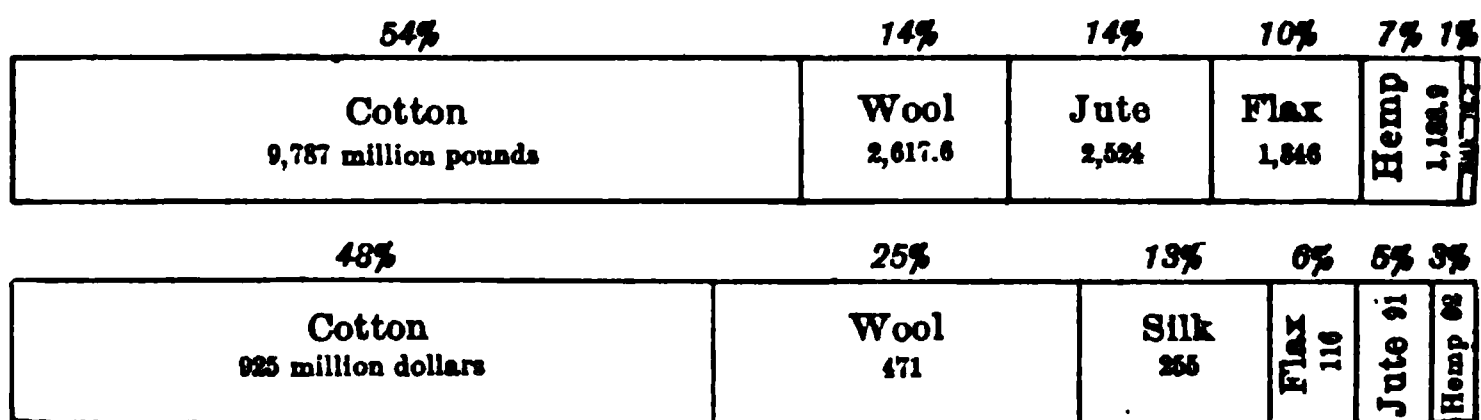 54% 14% 14% 10% 7% 1%
Cotton Wool Jute Flax Hemp
9,787 million pounds 2,617.6 2,524 1,846
48% 25% 13% 6% 5% 3%
Cotton Wool Silk Flax Jute Hemp
925 million dollars 471 255 116 91